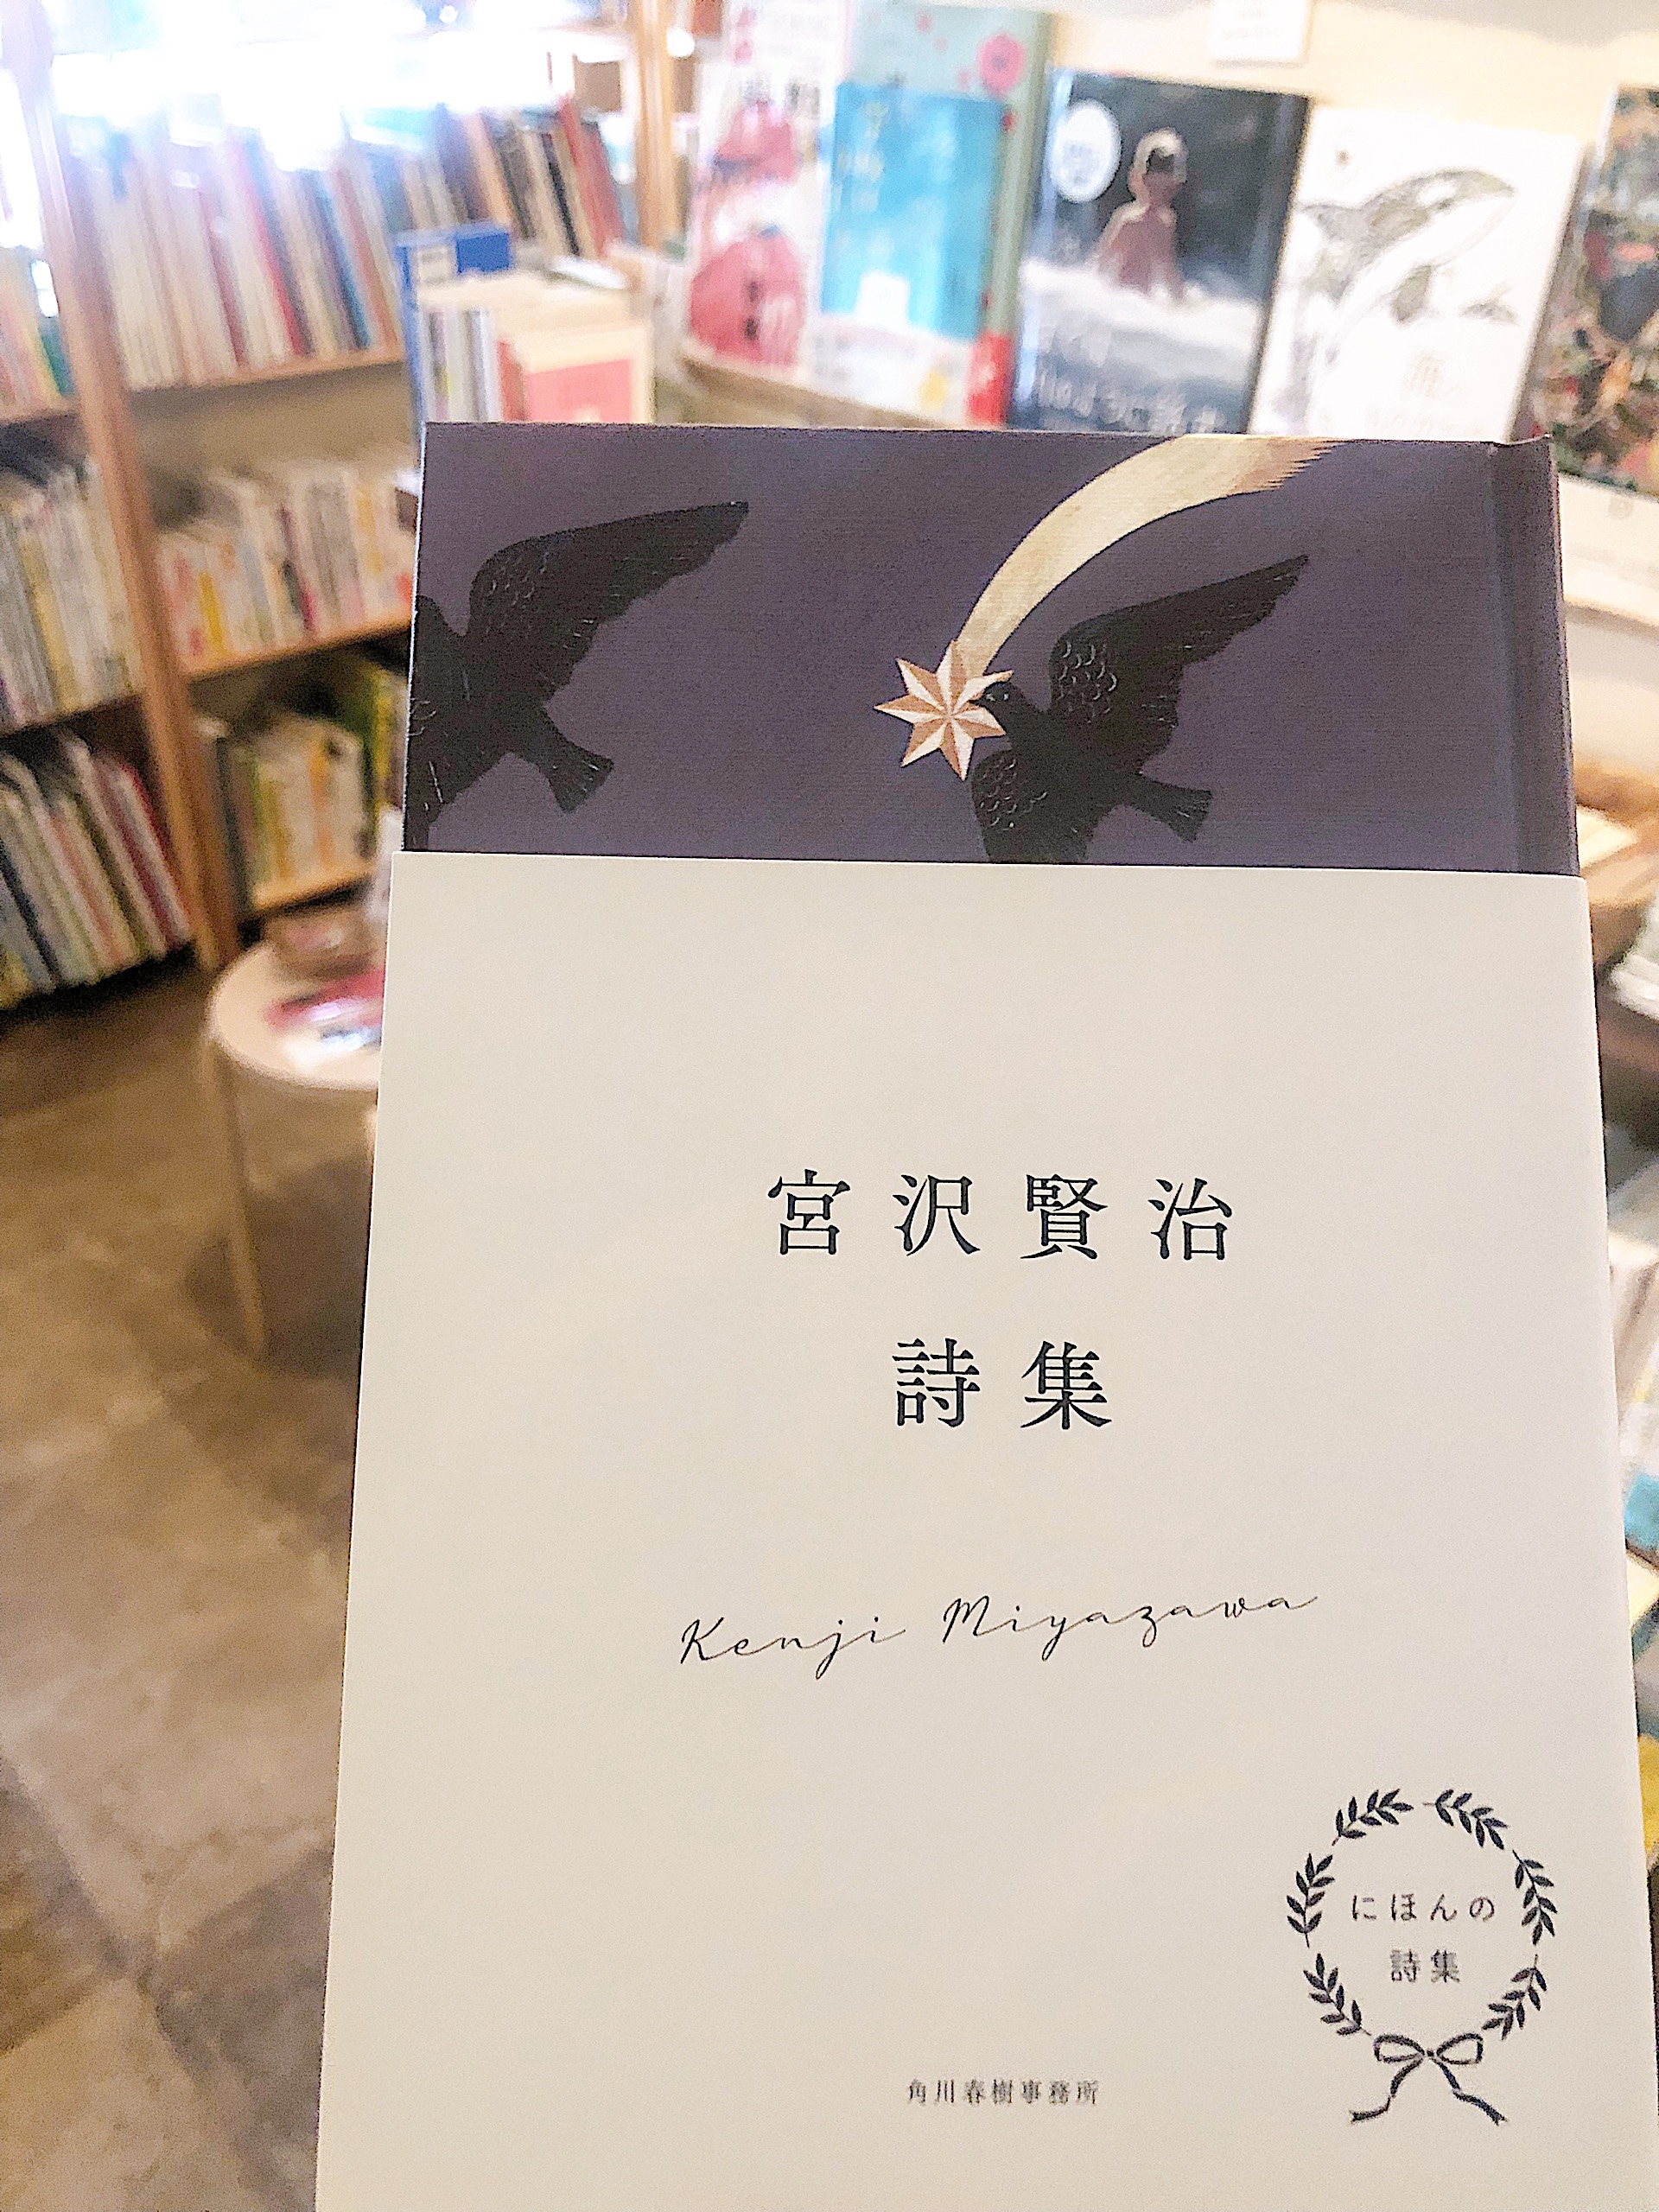 宮沢賢治
詩集
Kenji Miyazawa
にほんの
詩集
角川春樹事務所